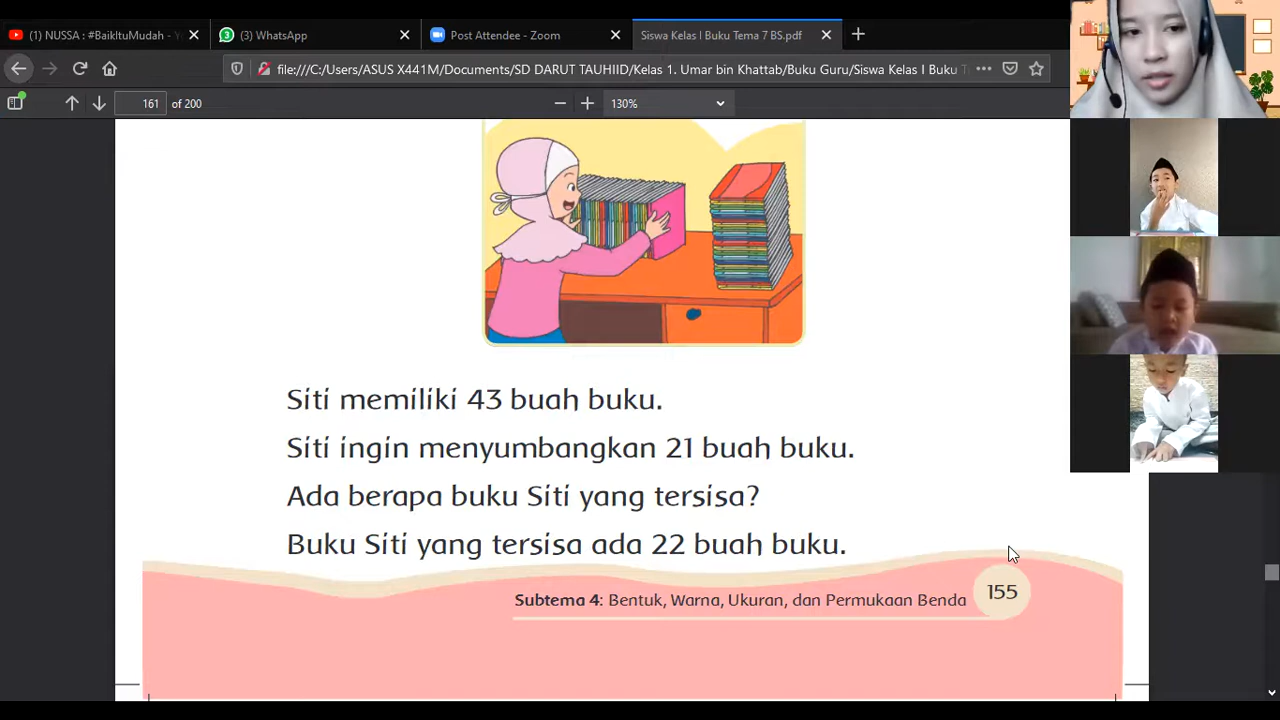 (1) NUSSA : #BaikItuMudah - Y
(3) WhatsApp
Post Attendee - Zoom
Siswa Kelas I Buku Tema 7 BS.pdf
file:///C:/Users/ASUS X441M/Documents/SD DARUT TAUHIID/Kelas 1. Umar bin Khattab/Buku Guru/Siswa Kelas I Buku T
161 of 200
130%
Siti memiliki 43 buah buku.
Siti ingin menyumbangkan 21 buah buku.
Ada berapa buku Siti yang tersisa?
Buku Siti yang tersisa ada 22 buah buku.
Subtema 4: Bentuk, Warna, Ukuran, dan Permukaan Benda
155